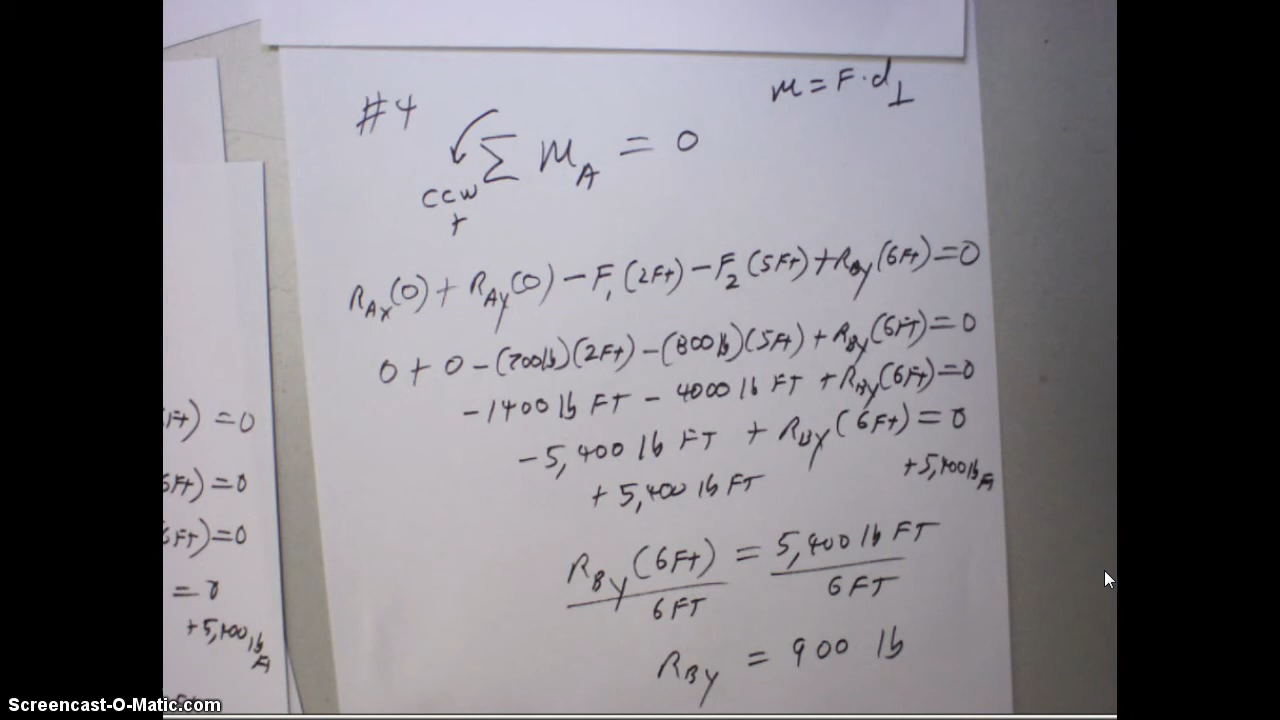 #4
M = F·d⊥
CCW
+
Σ M_A = 0
R_Ax(0) + R_Ay(0) - F₁(2Ft) - F₂(5Ft) + R_By(6Ft) = 0
0 + 0 - (700lb)(2Ft) - (800lb)(5Ft) + R_By(6Ft) = 0
-1400 lb FT - 4000 lb FT + R_By(6Ft) = 0
-5,400 lb FT + R_By(6Ft) = 0
+5,400 lb FT +5,400 lb Ft
R_By(6Ft) = 5,400 lb FT
6FT 6FT
R_By = 900 lb
Ft) = 0
6Ft) = 0
6FT) = 0
= 0
+5,400 lb
Ft
Screencast-O-Matic.com